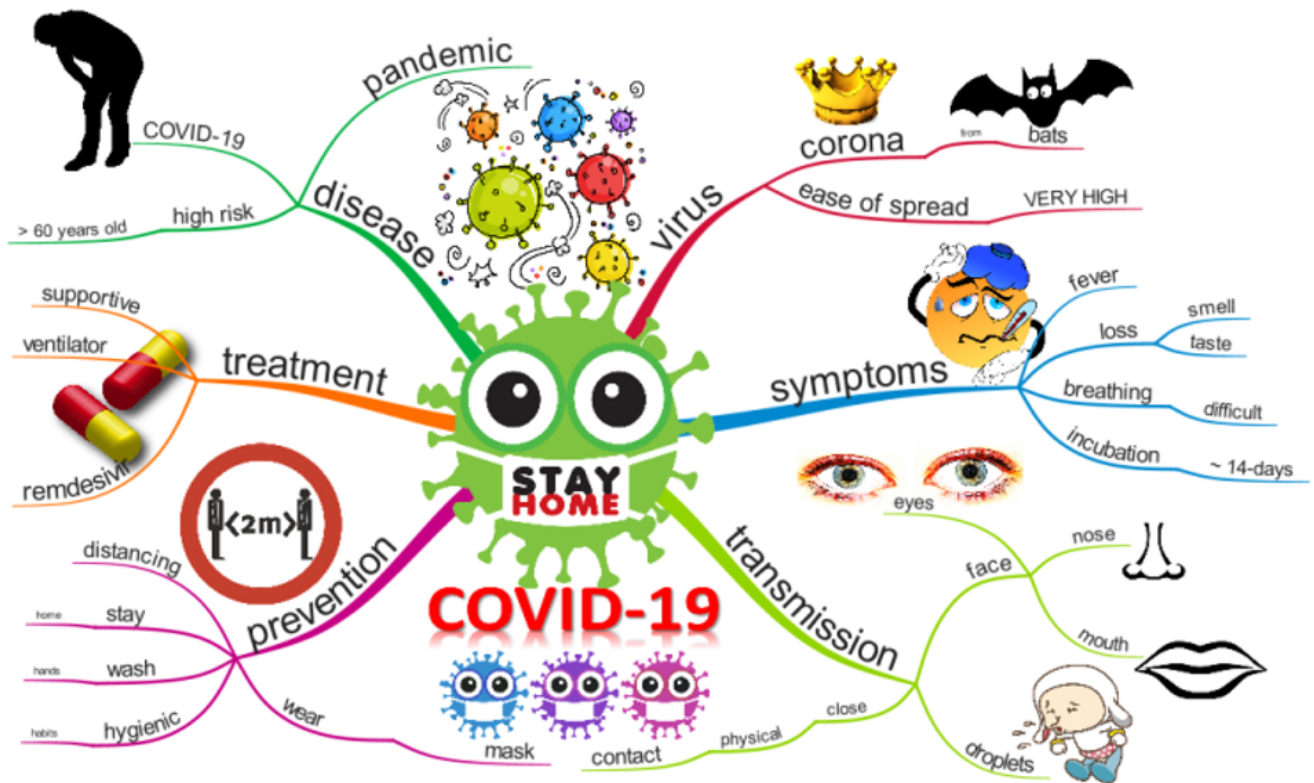 pandemic
COVID-19
disease
high risk
> 60 years old
corona
from
bats
virus
ease of spread
VERY HIGH
symptoms
fever
loss
smell
taste
breathing
difficult
incubation
~ 14-days
treatment
supportive
ventilator
remdesivir
STAY
HOME
COVID-19
<2m>
prevention
distancing
stay
home
wash
hands
hygienic
habits
wear
mask
transmission
face
eyes
nose
mouth
droplets
close
physical
contact